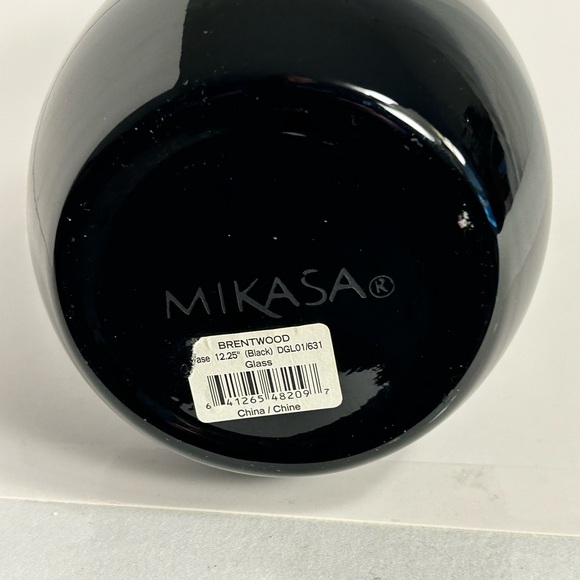 MIKASA®
BRENTWOOD
ase 12.25" (Black) DGL01/631
Glass
6 41265 48209 7
China / Chine